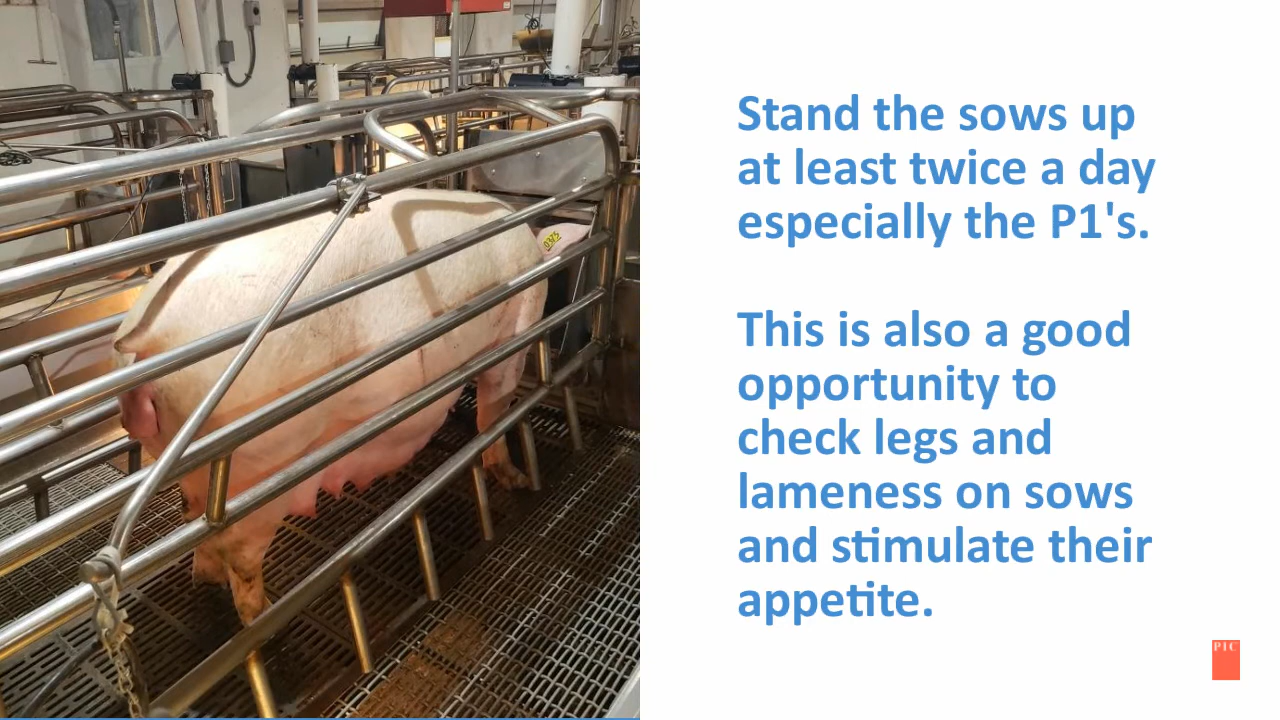 Stand the sows up
at least twice a day
especially the P1's.
This is also a good
opportunity to
check legs and
lameness on sows
and stimulate their
appetite.
0375
PIC